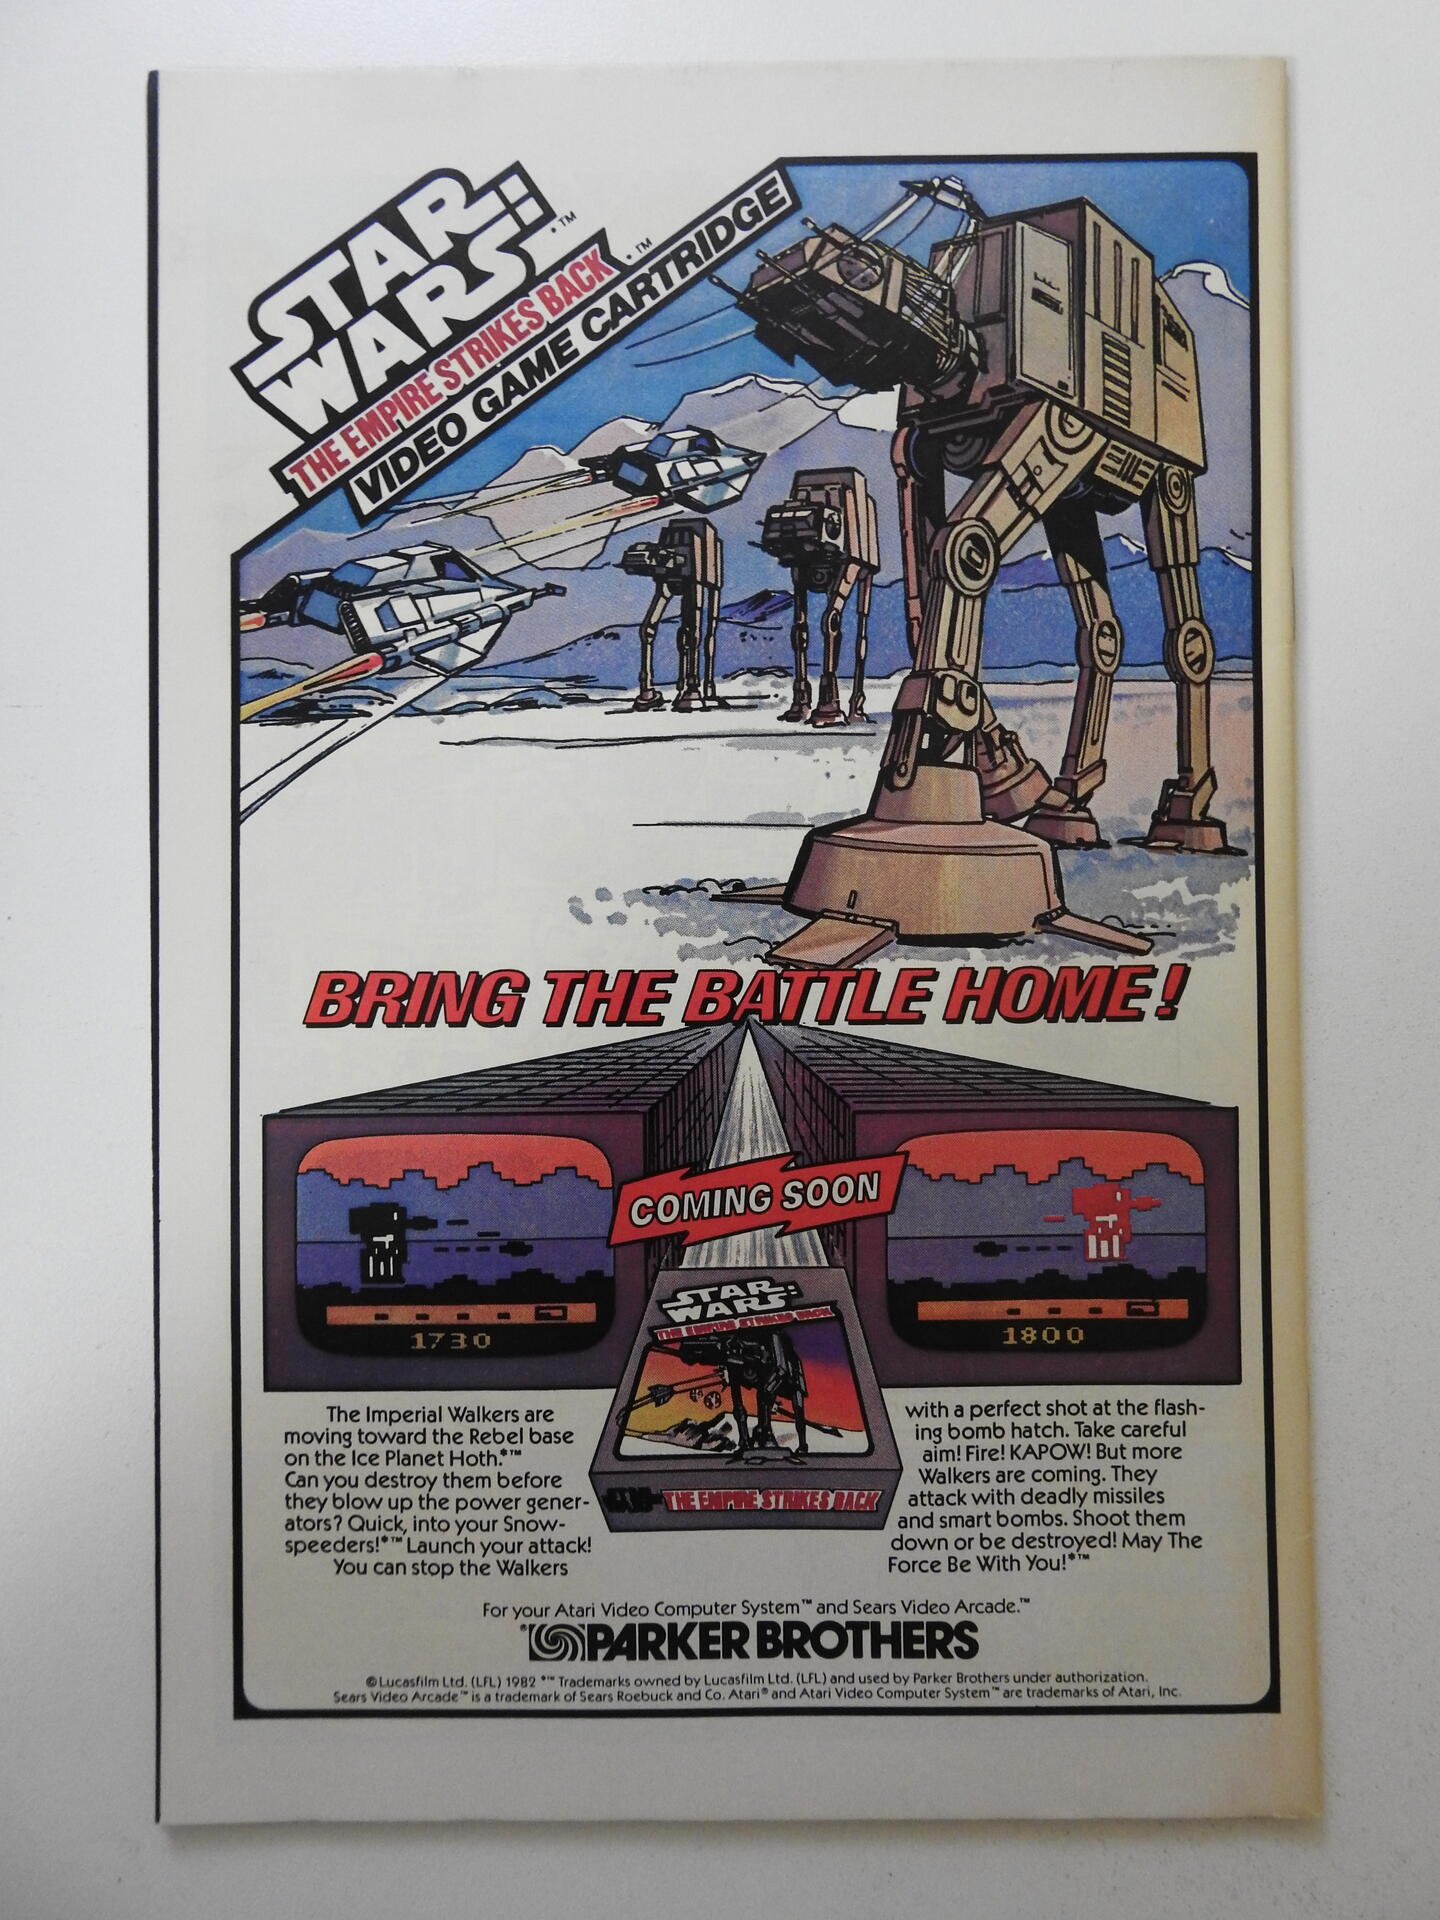 STAR
WARS:™
THE EMPIRE STRIKES BACK.™
VIDEO GAME CARTRIDGE
BRING THE BATTLE HOME!
COMING SOON
1730
1800
STAR
WARS:
THE EMPIRE STRIKES BACK
THE EMPIRE STRIKES BACK
The Imperial Walkers are
moving toward the Rebel base
on the Ice Planet Hoth.*™
Can you destroy them before
they blow up the power gener-
ators? Quick, into your Snow-
speeders!*™ Launch your attack!
You can stop the Walkers
with a perfect shot at the flash-
ing bomb hatch. Take careful
aim! Fire! KAPOW! But more
Walkers are coming. They
attack with deadly missiles
and smart bombs. Shoot them
down or be destroyed! May The
Force Be With You!*™
For your Atari Video Computer System™ and Sears Video Arcade.™
®PARKER BROTHERS
© Lucasfilm Ltd. (LFL) 1982 *™ Trademarks owned by Lucasfilm Ltd. (LFL) and used by Parker Brothers under authorization.
Sears Video Arcade™ is a trademark of Sears Roebuck and Co. Atari® and Atari Video Computer System™ are trademarks of Atari, Inc.